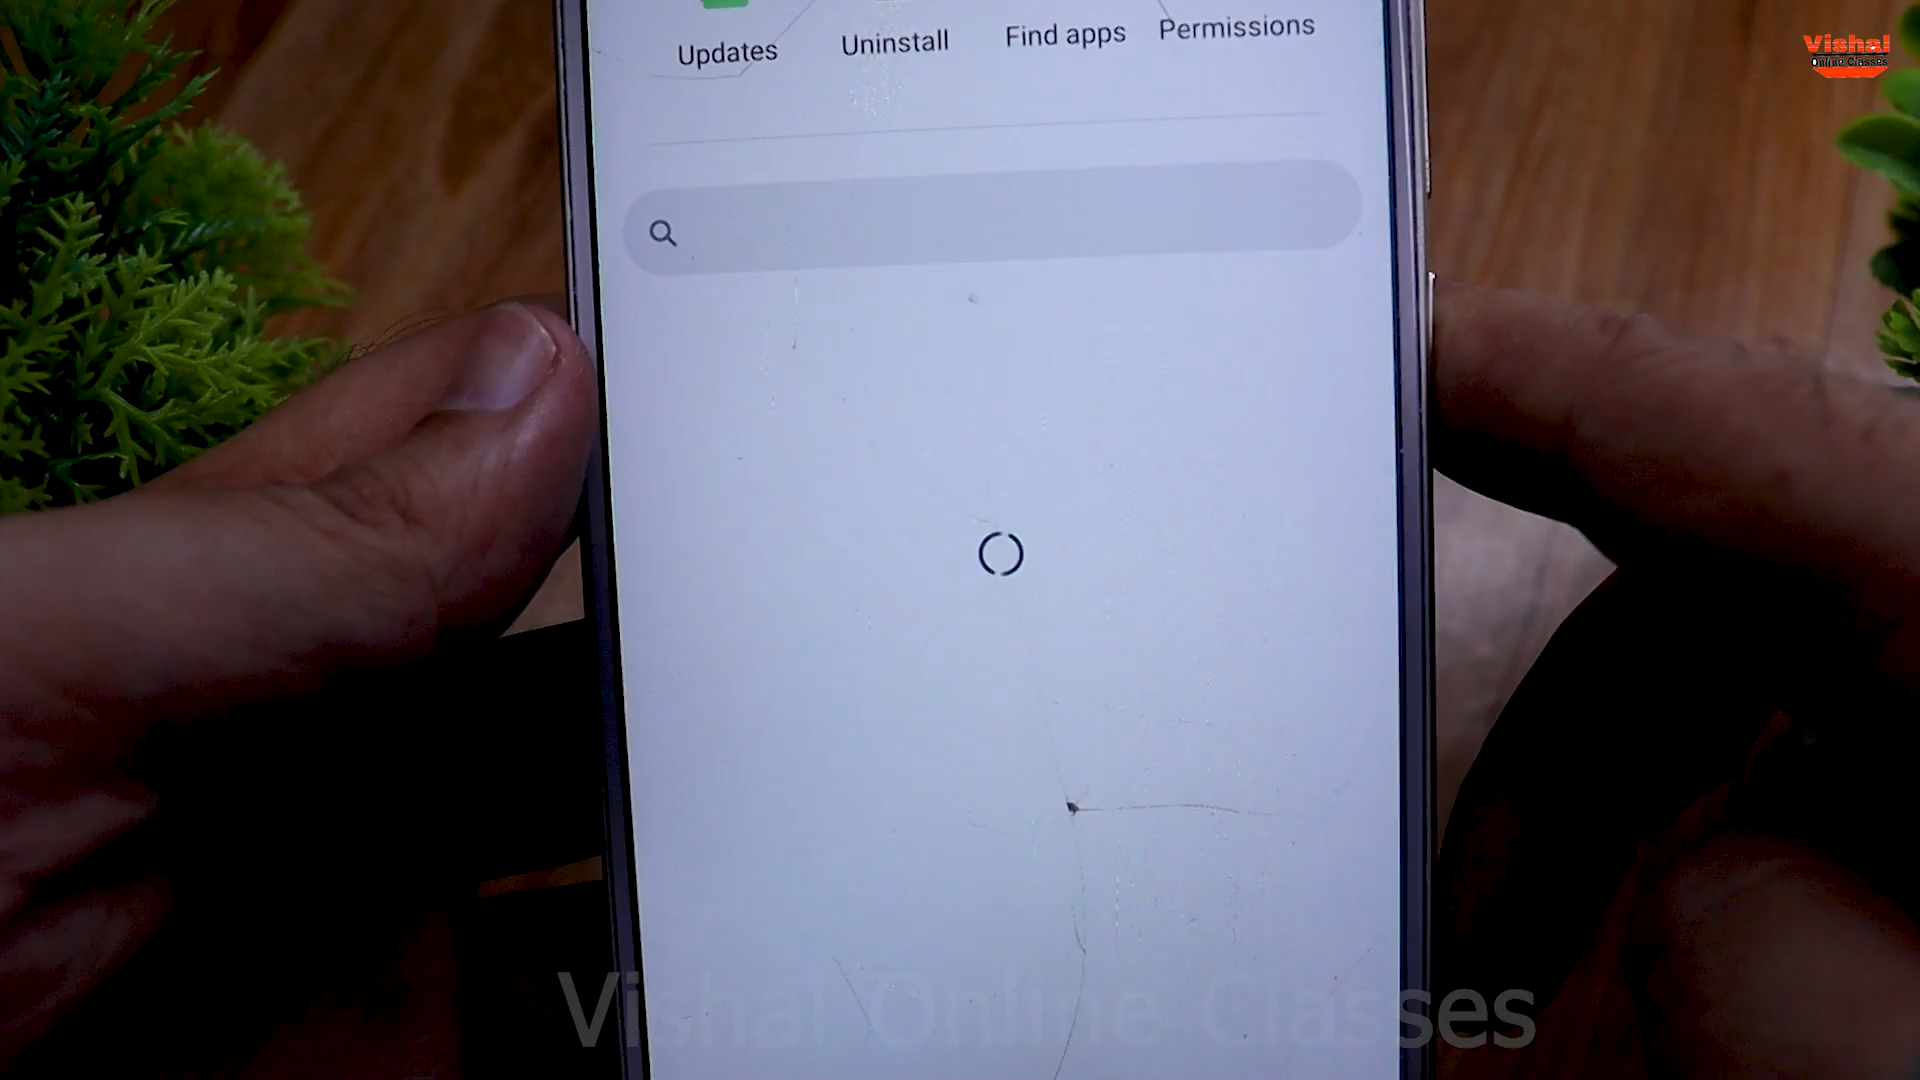 Updates Uninstall Find apps Permissions
Vishal
Online Classes
Vishal Online Classes